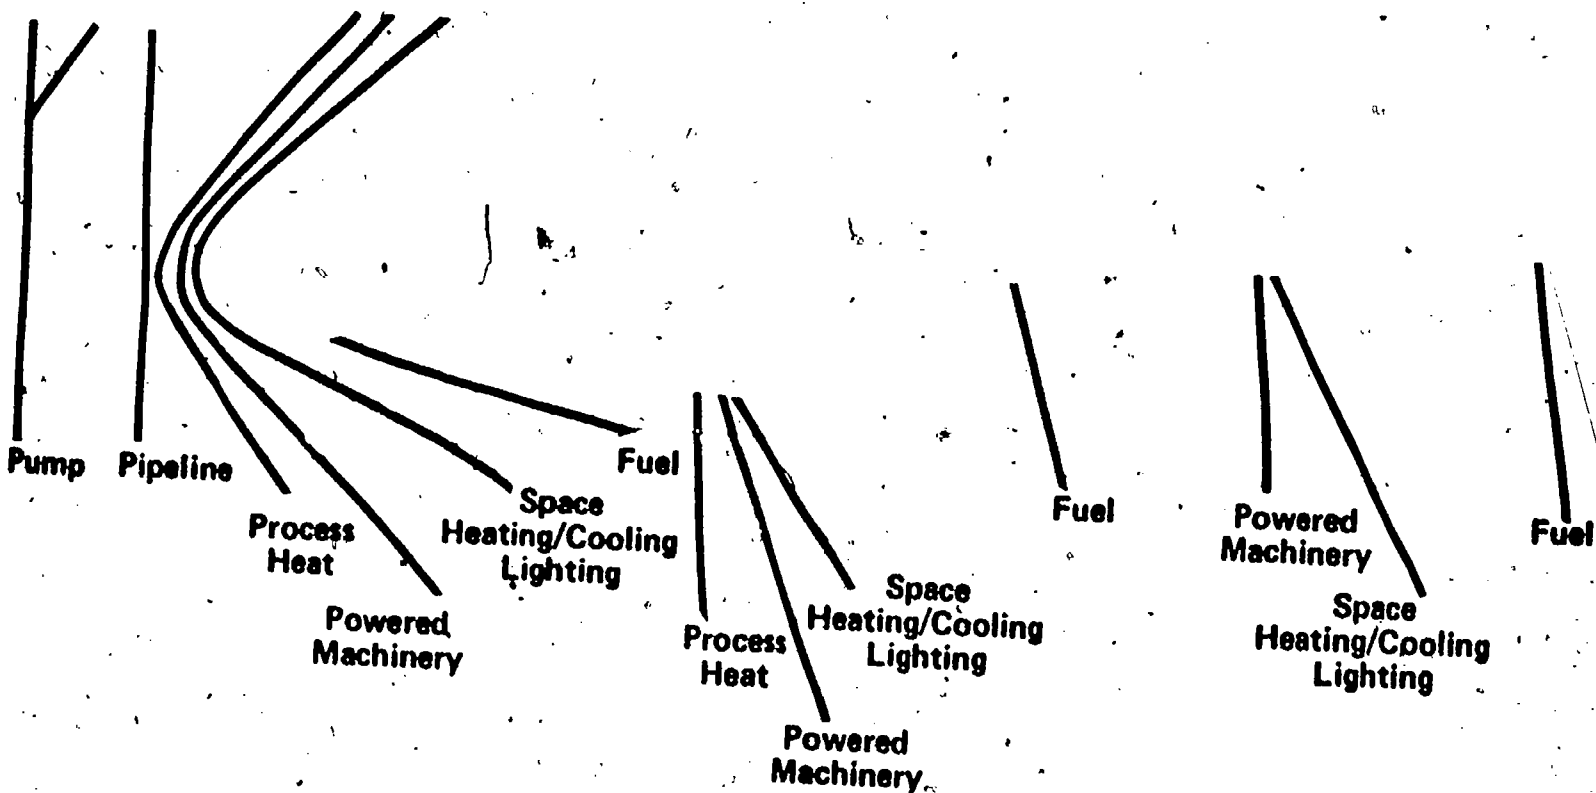 Pump
Pipeline
Process
Heat
Powered
Machinery
Space
Heating/Cooling
Lighting
Fuel
Process
Heat
Powered
Machinery
Space
Heating/Cooling
Lighting
Fuel
Powered
Machinery
Space
Heating/Cooling
Lighting
Fuel